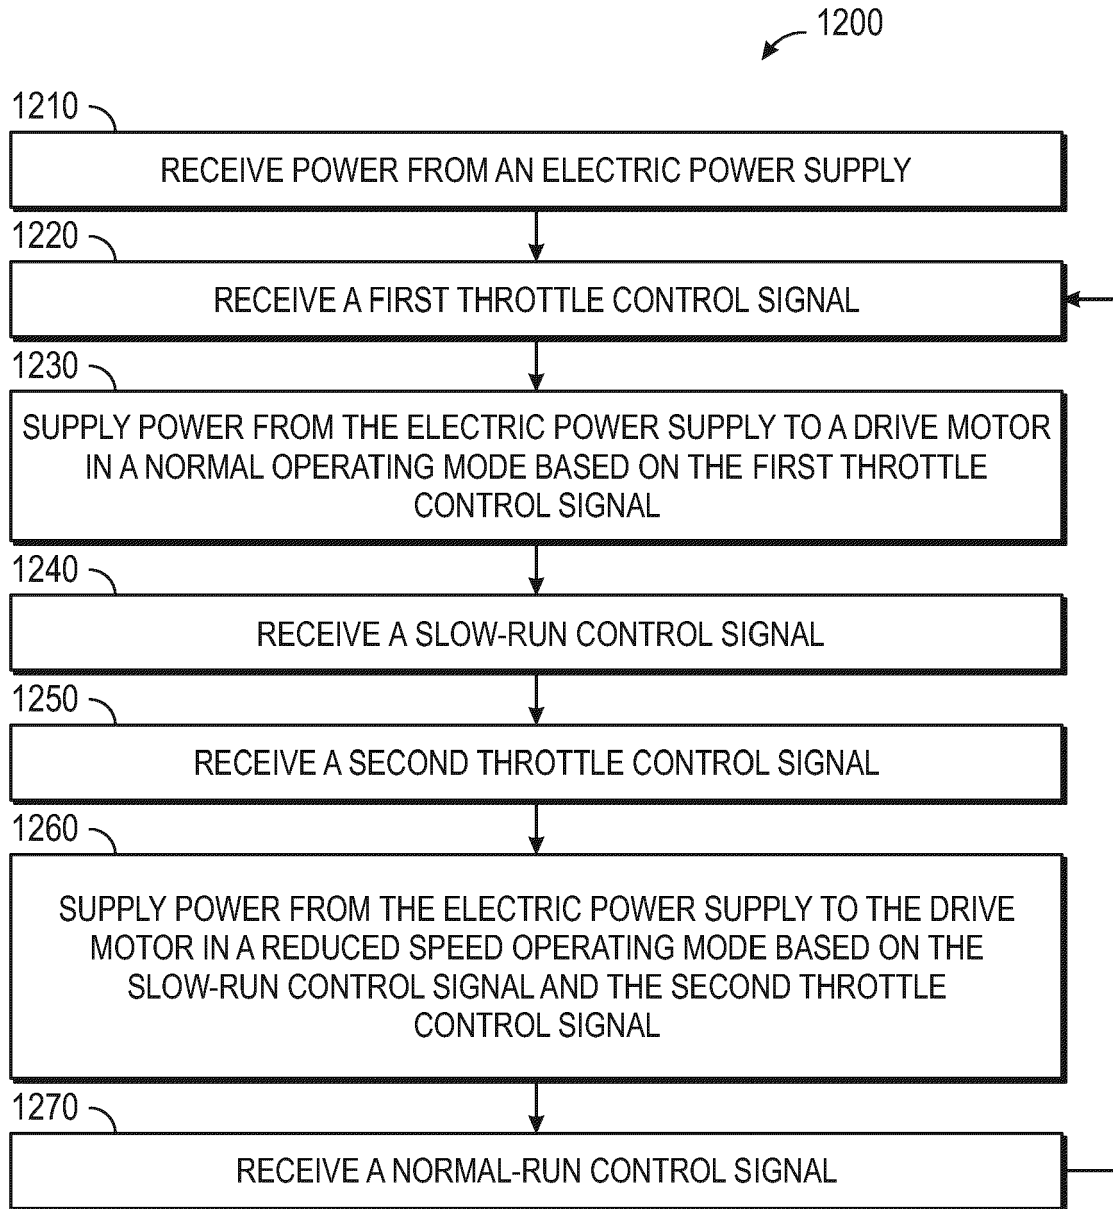 1200
1210
RECEIVE POWER FROM AN ELECTRIC POWER SUPPLY
1220
RECEIVE A FIRST THROTTLE CONTROL SIGNAL
1230
SUPPLY POWER FROM THE ELECTRIC POWER SUPPLY TO A DRIVE MOTOR
IN A NORMAL OPERATING MODE BASED ON THE FIRST THROTTLE
CONTROL SIGNAL
1240
RECEIVE A SLOW-RUN CONTROL SIGNAL
1250
RECEIVE A SECOND THROTTLE CONTROL SIGNAL
1260
SUPPLY POWER FROM THE ELECTRIC POWER SUPPLY TO THE DRIVE
MOTOR IN A REDUCED SPEED OPERATING MODE BASED ON THE
SLOW-RUN CONTROL SIGNAL AND THE SECOND THROTTLE
CONTROL SIGNAL
1270
RECEIVE A NORMAL-RUN CONTROL SIGNAL